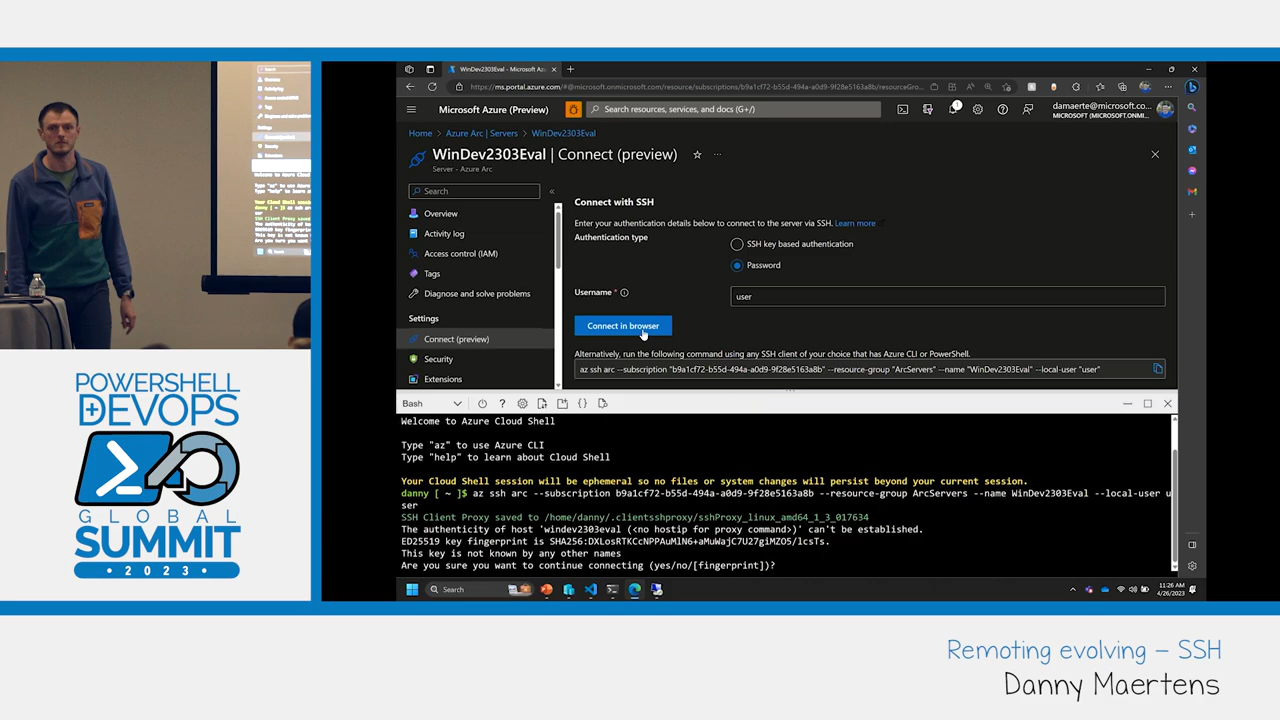 WinDev2303Eval - Microsoft Az
https://ms.portal.azure.com/#@microsoft.onmicrosoft.com/resource/subscriptions/b9a1cf72-b55d-494a-a0d9-9f28e5163a8b/resourceGrou...
Microsoft Azure (Preview)
Search resources, services, and docs (G+/)
1
damaerte@microsoft.co...
MICROSOFT (MICROSOFT.ONMI...
Home > Azure Arc | Servers > WinDev2303Eval
WinDev2303Eval | Connect (preview)
Server - Azure Arc
Search
Overview
Activity log
Access control (IAM)
Tags
Diagnose and solve problems
Settings
Connect (preview)
Security
Extensions
Connect with SSH
Enter your authentication details below to connect to the server via SSH. Learn more
Authentication type
SSH key based authentication
Password
Username *
user
Connect in browser
Alternatively, run the following command using any SSH client of your choice that has Azure CLI or PowerShell.
az ssh arc --subscription "b9a1cf72-b55d-494a-a0d9-9f28e5163a8b" --resource-group "ArcServers" --name "WinDev2303Eval" --local-user "user"
Bash
Welcome to Azure Cloud Shell
Type "az" to use Azure CLI
Type "help" to learn about Cloud Shell
Your Cloud Shell session will be ephemeral so no files or system changes will persist beyond your current session.
danny [ ~ ]$ az ssh arc --subscription b9a1cf72-b55d-494a-a0d9-9f28e5163a8b --resource-group ArcServers --name WinDev2303Eval --local-user u
ser
SSH Client Proxy saved to /home/danny/.clientsshproxy/sshProxy_linux_amd64_1_3_017634
The authenticity of host 'windev2303eval (<no hostip for proxy command>)' can't be established.
ED25519 key fingerprint is SHA256:DXLosRTKCcNPPAuMlN6+aMuWajC7U27giMZO5/lcsTs.
This key is not known by any other names
Are you sure you want to continue connecting (yes/no/[fingerprint])?
Search
11:26 AM
4/26/2023
POWERSHELL
+ DEVOPS
GLOBAL
SUMMIT
• 2023 •
Remoting evolving – SSH
Danny Maertens